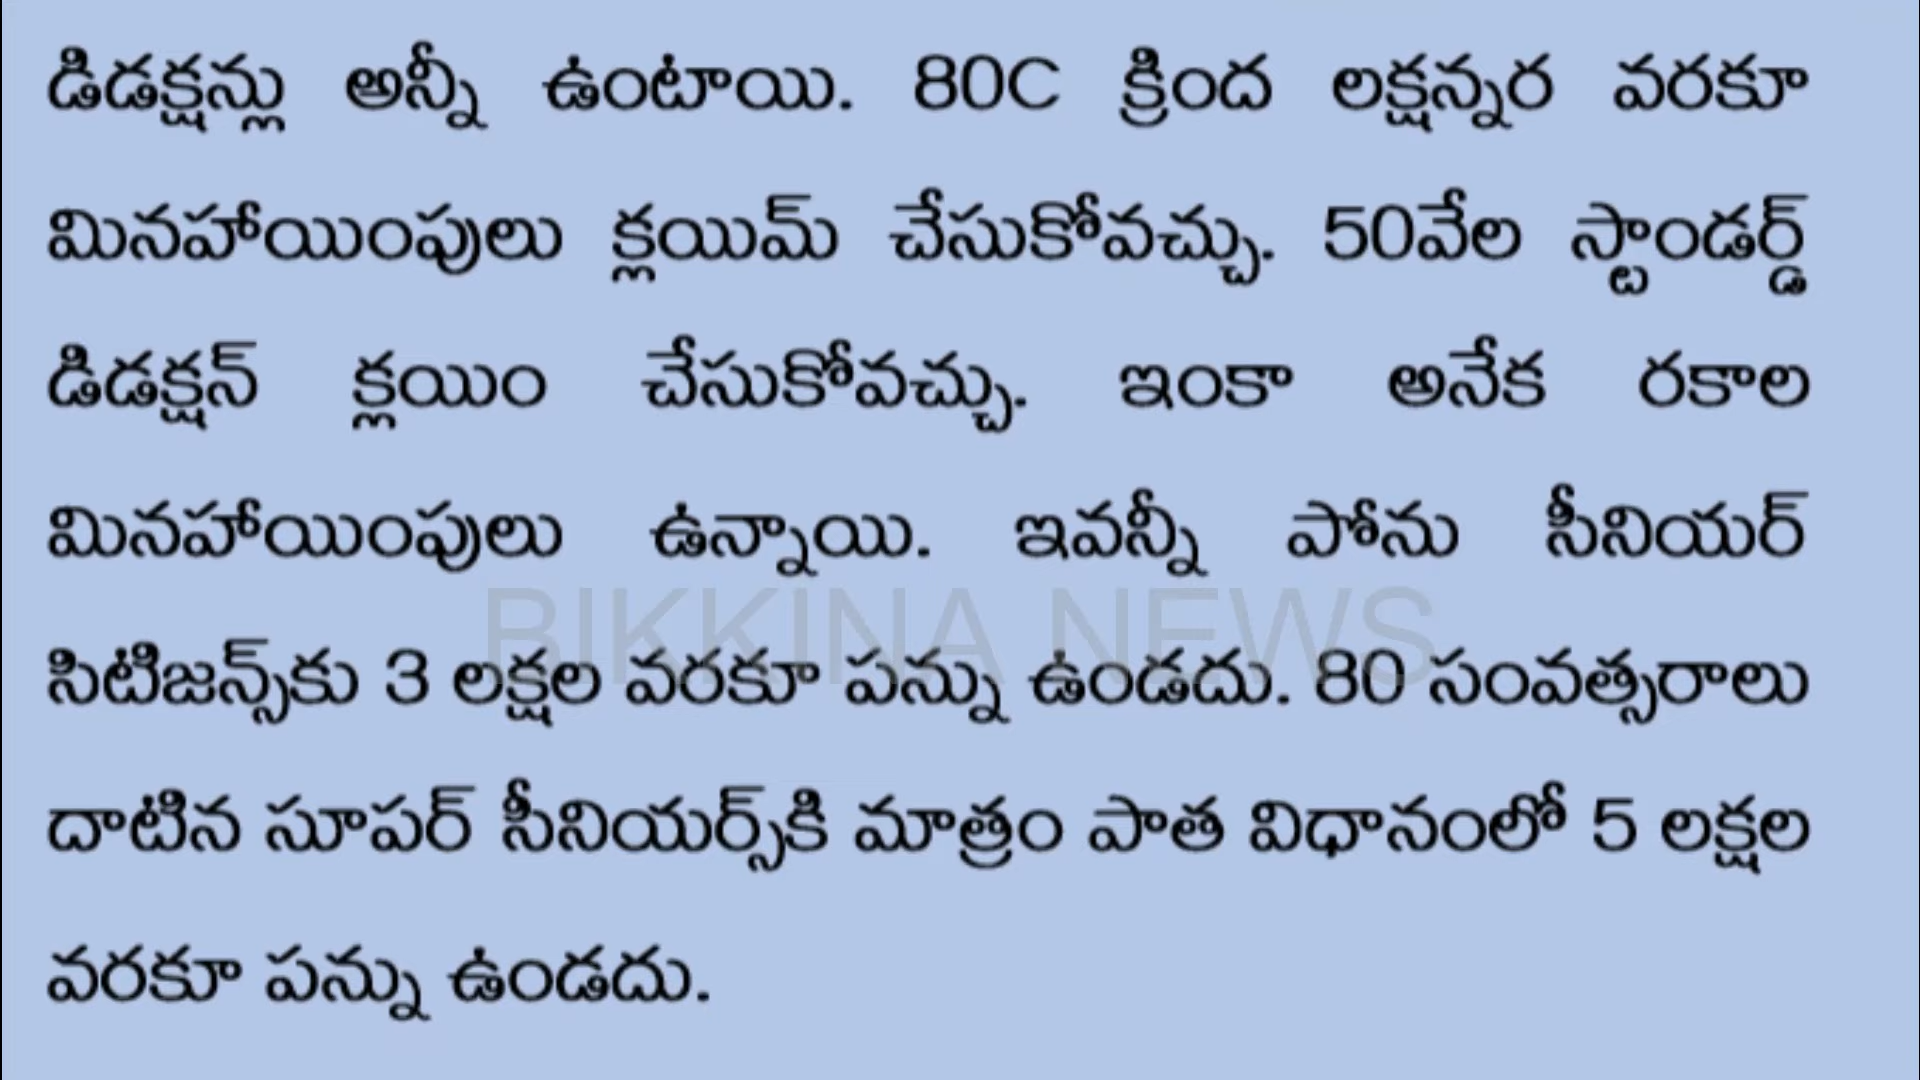 డిడక్షన్లు అన్నీ ఉంటాయి. 80C క్రింద లక్షన్నర వరకూ
మినహాయింపులు క్లయిమ్ చేసుకోవచ్చు. 50వేల స్టాండర్డ్
డిడక్షన్ క్లయిం చేసుకోవచ్చు. ఇంకా అనేక రకాల
మినహాయింపులు ఉన్నాయి. ఇవన్నీ పోను సీనియర్
BIKKINA NEWS
సిటిజన్స్‌కు 3 లక్షల వరకూ పన్ను ఉండదు. 80 సంవత్సరాలు
దాటిన సూపర్ సీనియర్స్‌కి మాత్రం పాత విధానంలో 5 లక్షల
వరకూ పన్ను ఉండదు.